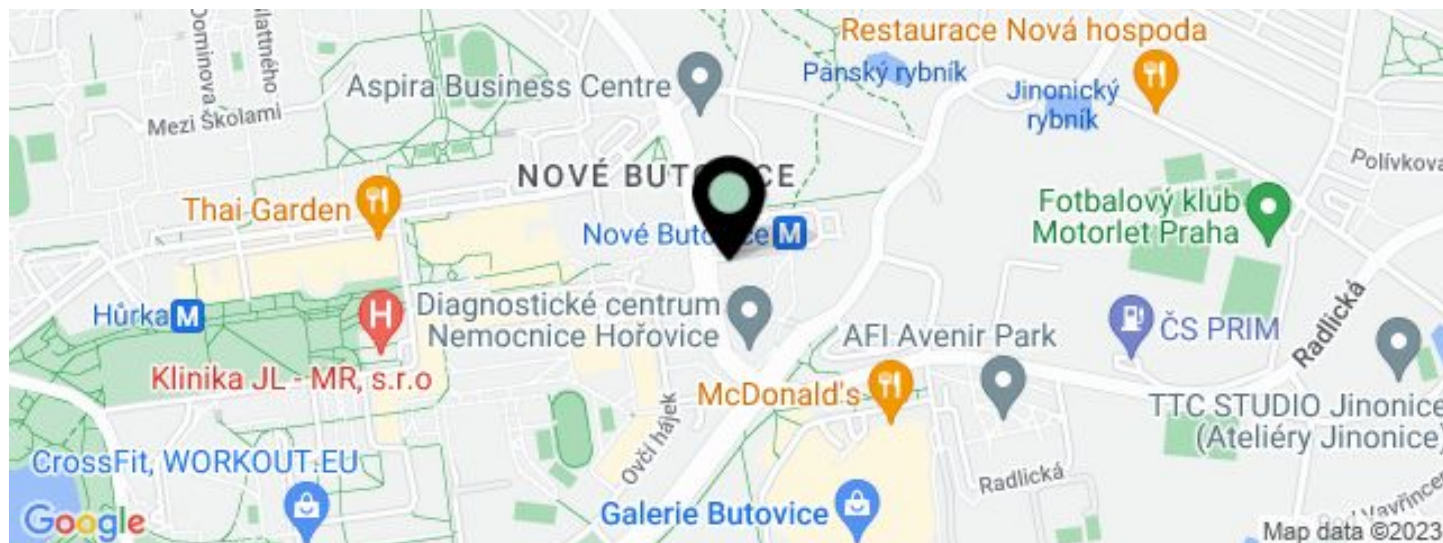 Dominova
Restaurace Nová hospoda
Panský rybník
Aspira Business Centre
Jinonický
rybník
Mezi Školami
Polívkova
NOVÉ BUTOVICE
Thai Garden
Fotbalový klub
Motorlet Praha
Nové Butovice M
Hůrka M
H
Diagnostické centrum
Nemocnice Hořovice
AFI Avenir Park
ČS PRIM
Radlická
Klinika JL - MR, s.r.o
McDonald's
TTC STUDIO Jinonice
(Ateliéry Jinonice)
Ovčí hájek
CrossFit, WORKOUT.EU
Radlická
Galerie Butovice
Google
Map data ©2023